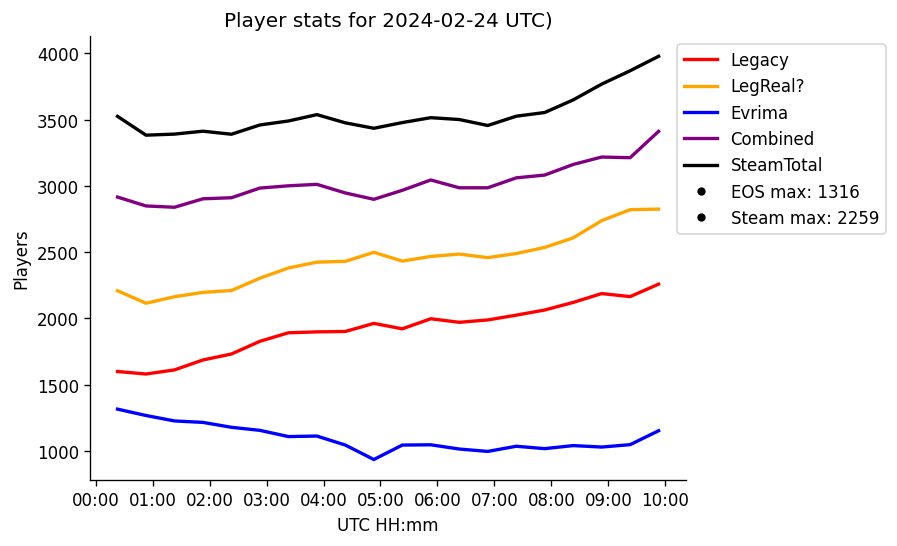 Player stats for 2024-02-24 UTC)
4000
3500
3000
2500
2000
1500
1000
Players
00:00 01:00 02:00 03:00 04:00 05:00 06:00 07:00 08:00 09:00 10:00
UTC HH:mm
Legacy
LegReal?
Evrima
Combined
SteamTotal
EOS max: 1316
Steam max: 2259